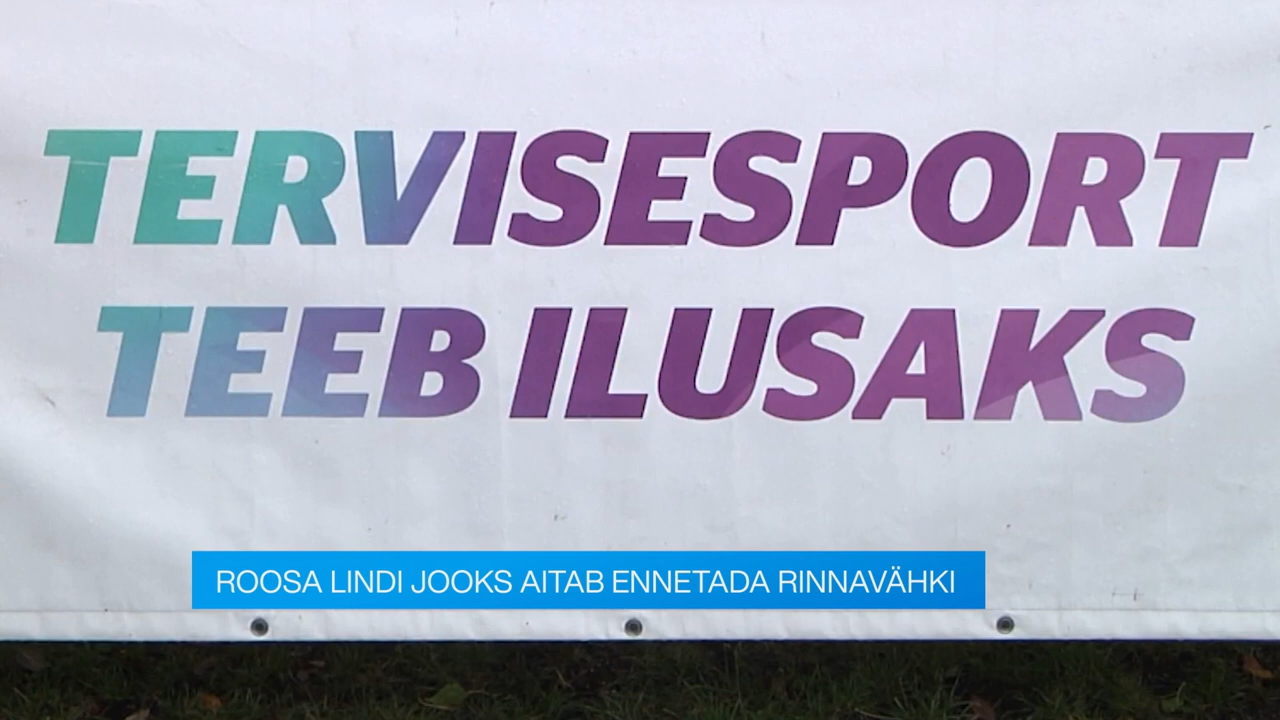 TERVISESPORT
TEEB ILUSAKS
ROOSA LINDI JOOKS AITAB ENNETADA RINNAVÄHKI